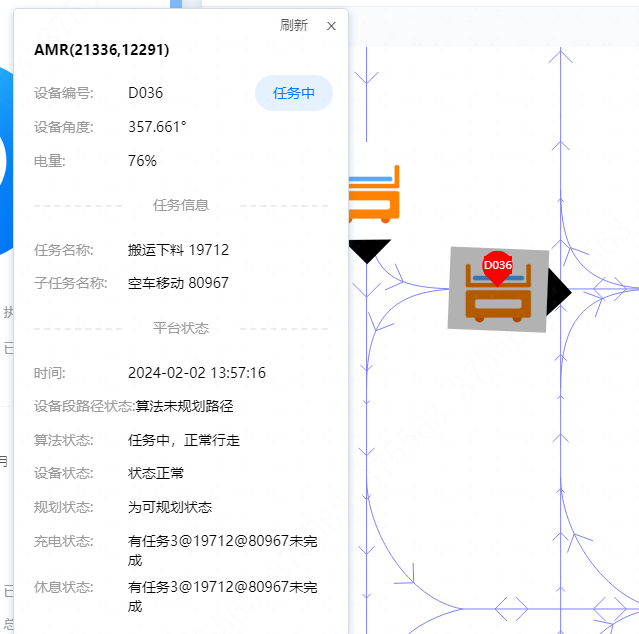 刷新
AMR(21336,12291)
设备编号: D036 任务中
设备角度: 357.661°
电量: 76%
任务信息
任务名称: 搬运下料 19712
子任务名称: 空车移动 80967
平台状态
时间: 2024-02-02 13:57:16
设备段路径状态:算法未规划路径
算法状态: 任务中，正常行走
设备状态: 状态正常
规划状态: 为可规划状态
充电状态: 有任务3@19712@80967未完
成
休息状态: 有任务3@19712@80967未完
成
D036